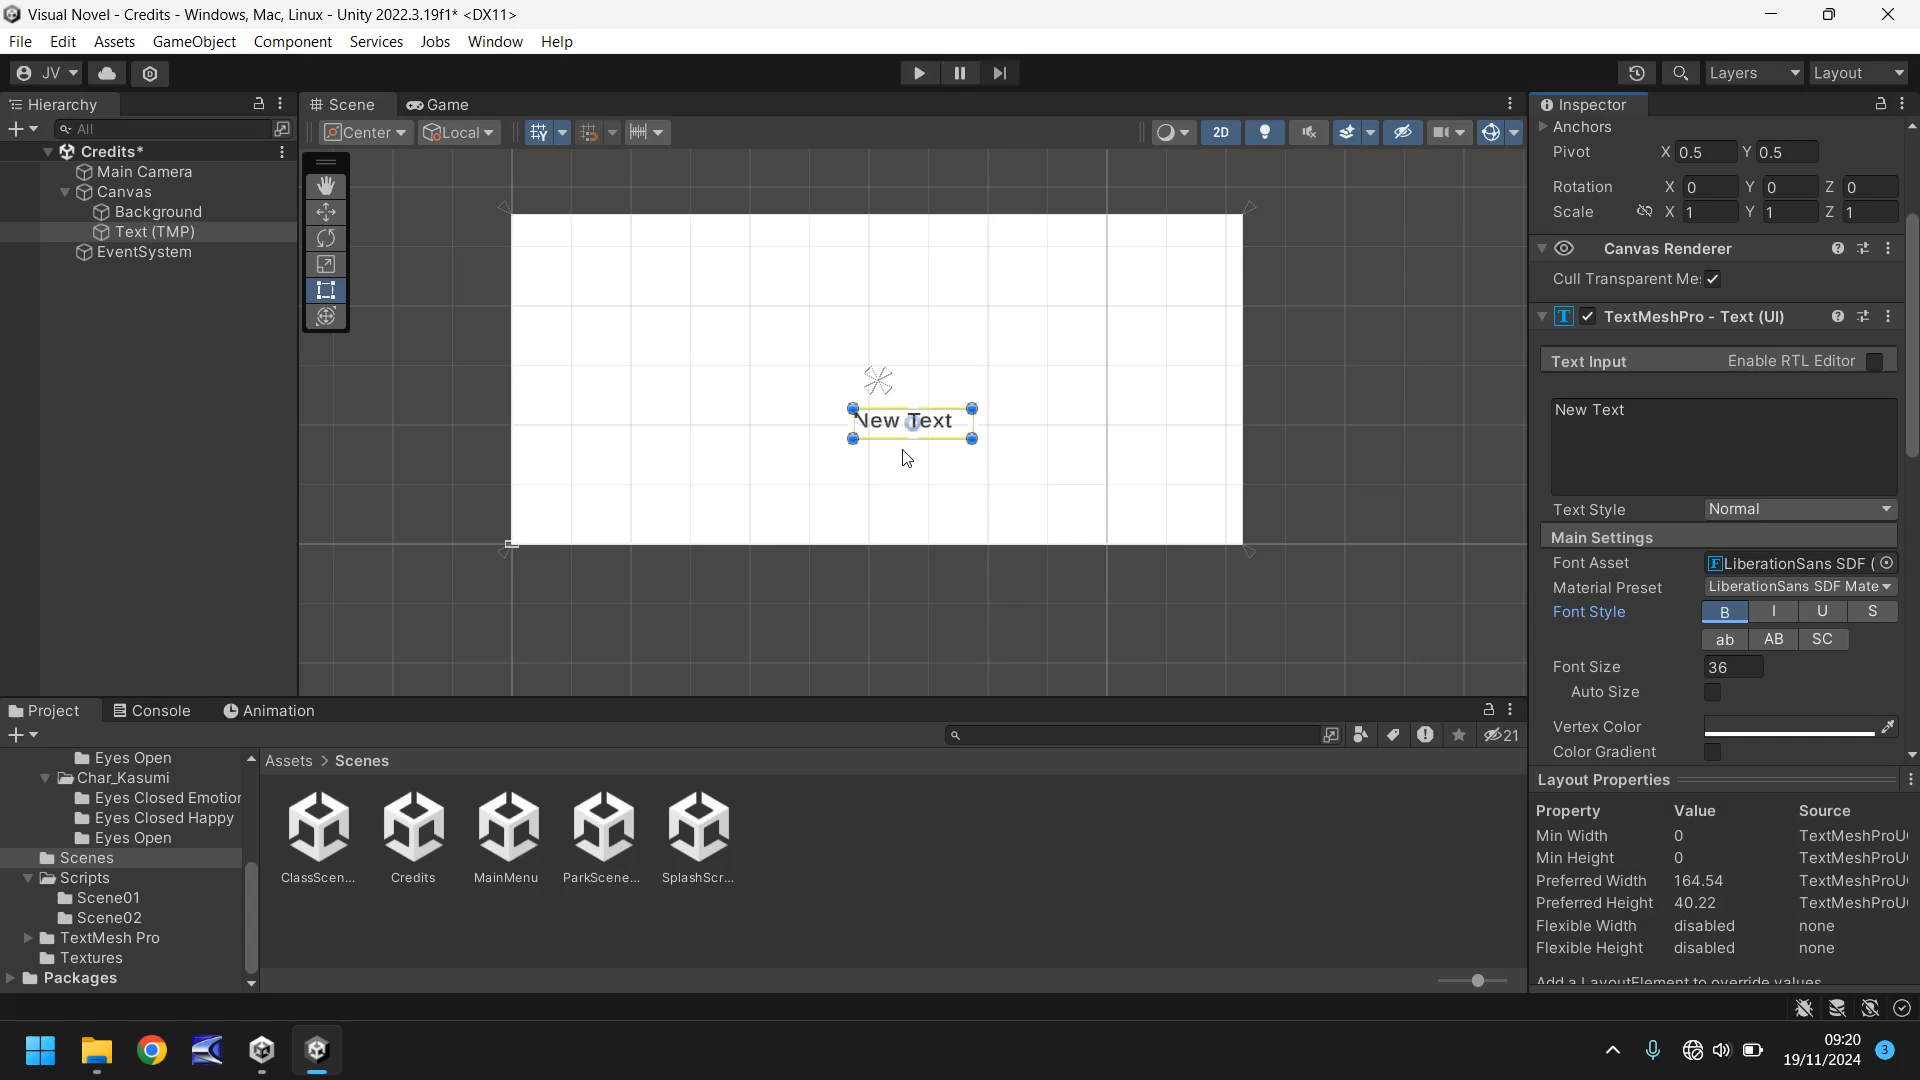 Visual Novel - Credits - Windows, Mac, Linux - Unity 2022.3.19f1* <DX11>
File Edit Assets GameObject Component Services Jobs Window Help
JV Layers Layout
Hierarchy Scene Game Inspector
All Center Local 2D
Credits*
Main Camera
Canvas
Background
Text (TMP)
EventSystem
New Text
Anchors
Pivot X 0.5 Y 0.5
Rotation X 0 Y 0 Z 0
Scale X 1 Y 1 Z 1
Canvas Renderer
Cull Transparent Me:
TextMeshPro - Text (UI)
Text Input Enable RTL Editor
New Text
Text Style Normal
Main Settings
Font Asset LiberationSans SDF (
Material Preset LiberationSans SDF Mate
Font Style B I U S
ab AB SC
Font Size 36
Auto Size
Vertex Color
Color Gradient
Layout Properties
Property Value Source
Min Width 0 TextMeshProU
Min Height 0 TextMeshProU
Preferred Width 164.54 TextMeshProU
Preferred Height 40.22 TextMeshProU
Flexible Width disabled none
Flexible Height disabled none
Add a LayoutElement to override values
Project Console Animation
21
Eyes Open
Char_Kasumi
Eyes Closed Emotior
Eyes Closed Happy
Eyes Open
Scenes
Scripts
Scene01
Scene02
TextMesh Pro
Textures
Packages
Assets > Scenes
ClassScen... Credits MainMenu ParkScene... SplashScr...
09:20
19/11/2024
3